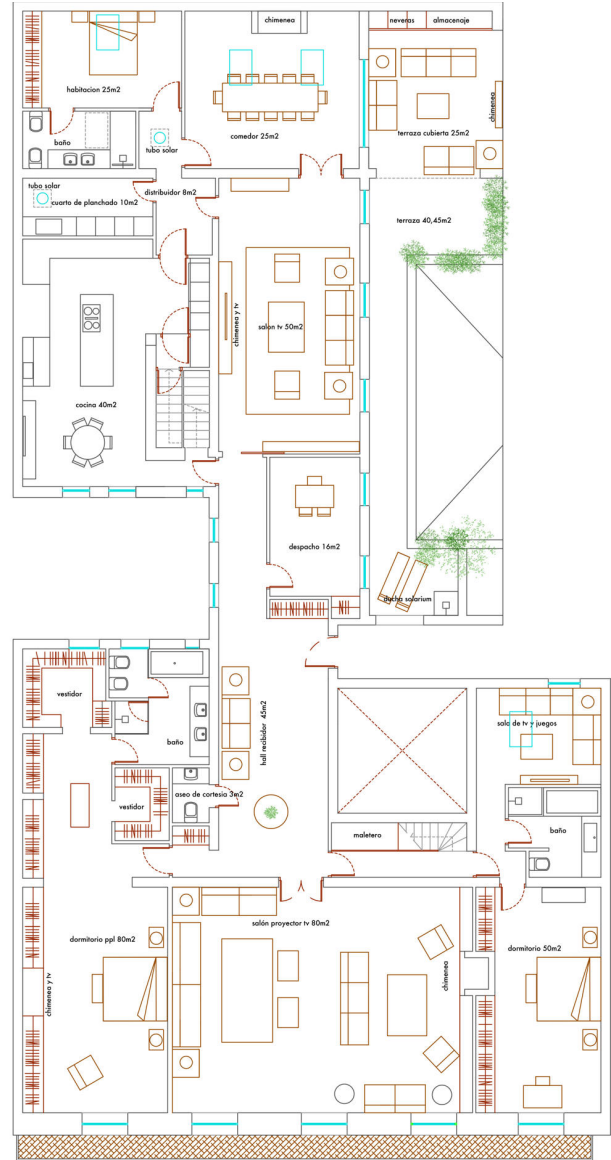 chimenea
neveras almacenaje
habitacion 25m2
chimenea
comedor 25m2
terraza cubierta 25m2
baño
tubo solar
tubo solar
distribuidor 8m2
cuarto de planchado 10m2
terraza 40,45m2
chimenea y tv
salon tv 50m2
cocina 40m2
despacho 16m2
ducha solarium
vestidor
hall recibidor 45m2
sala de tv y juegos
baño
aseo de cortesia 3m2
vestidor
maletero
baño
salón proyector tv 80m2
dormitorio ppl 80m2
dormitorio 50m2
chimenea y tv
chimenea